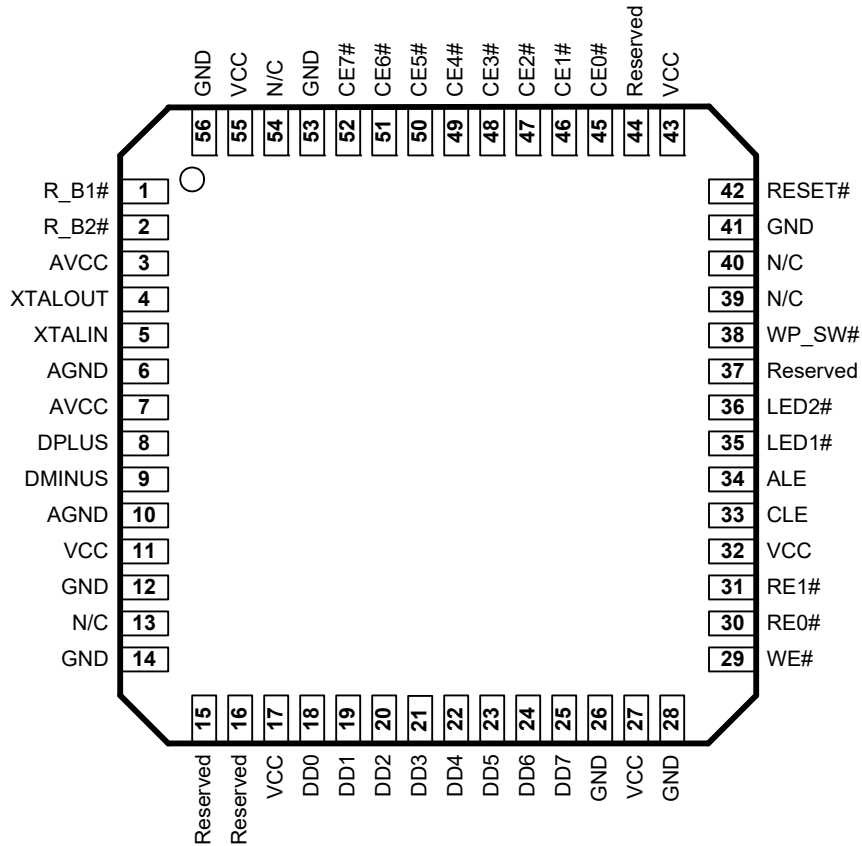 GND VCC N/C GND CE7# CE6# CE5# CE4# CE3# CE2# CE1# CE0# Reserved VCC
56 55 54 53 52 51 50 49 48 47 46 45 44 43
R_B1# 1
R_B2# 2
AVCC 3
XTALOUT 4
XTALIN 5
AGND 6
AVCC 7
DPLUS 8
DMINUS 9
AGND 10
VCC 11
GND 12
N/C 13
GND 14
42 RESET#
41 GND
40 N/C
39 N/C
38 WP_SW#
37 Reserved
36 LED2#
35 LED1#
34 ALE
33 CLE
32 VCC
31 RE1#
30 RE0#
29 WE#
15 16 17 18 19 20 21 22 23 24 25 26 27 28
Reserved Reserved VCC DD0 DD1 DD2 DD3 DD4 DD5 DD6 DD7 GND VCC GND